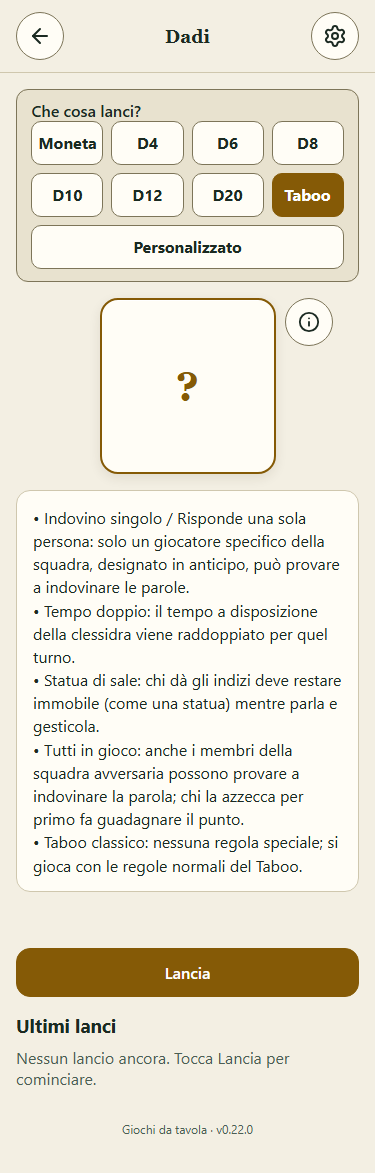 Dadi
Che cosa lanci?
Moneta
D4
D6
D8
D10
D12
D20
Taboo
Personalizzato
?
• Indovino singolo / Risponde una sola
persona: solo un giocatore specifico della
squadra, designato in anticipo, può provare
a indovinare le parole.
• Tempo doppio: il tempo a disposizione
della clessidra viene raddoppiato per quel
turno.
• Statua di sale: chi dà gli indizi deve restare
immobile (come una statua) mentre parla e
gesticola.
• Tutti in gioco: anche i membri della
squadra avversaria possono provare a
indovinare la parola; chi la azzecca per
primo fa guadagnare il punto.
• Taboo classico: nessuna regola speciale; si
gioca con le regole normali del Taboo.
Lancia
Ultimi lanci
Nessun lancio ancora. Tocca Lancia per
cominciare.
Giochi da tavola · v0.22.0